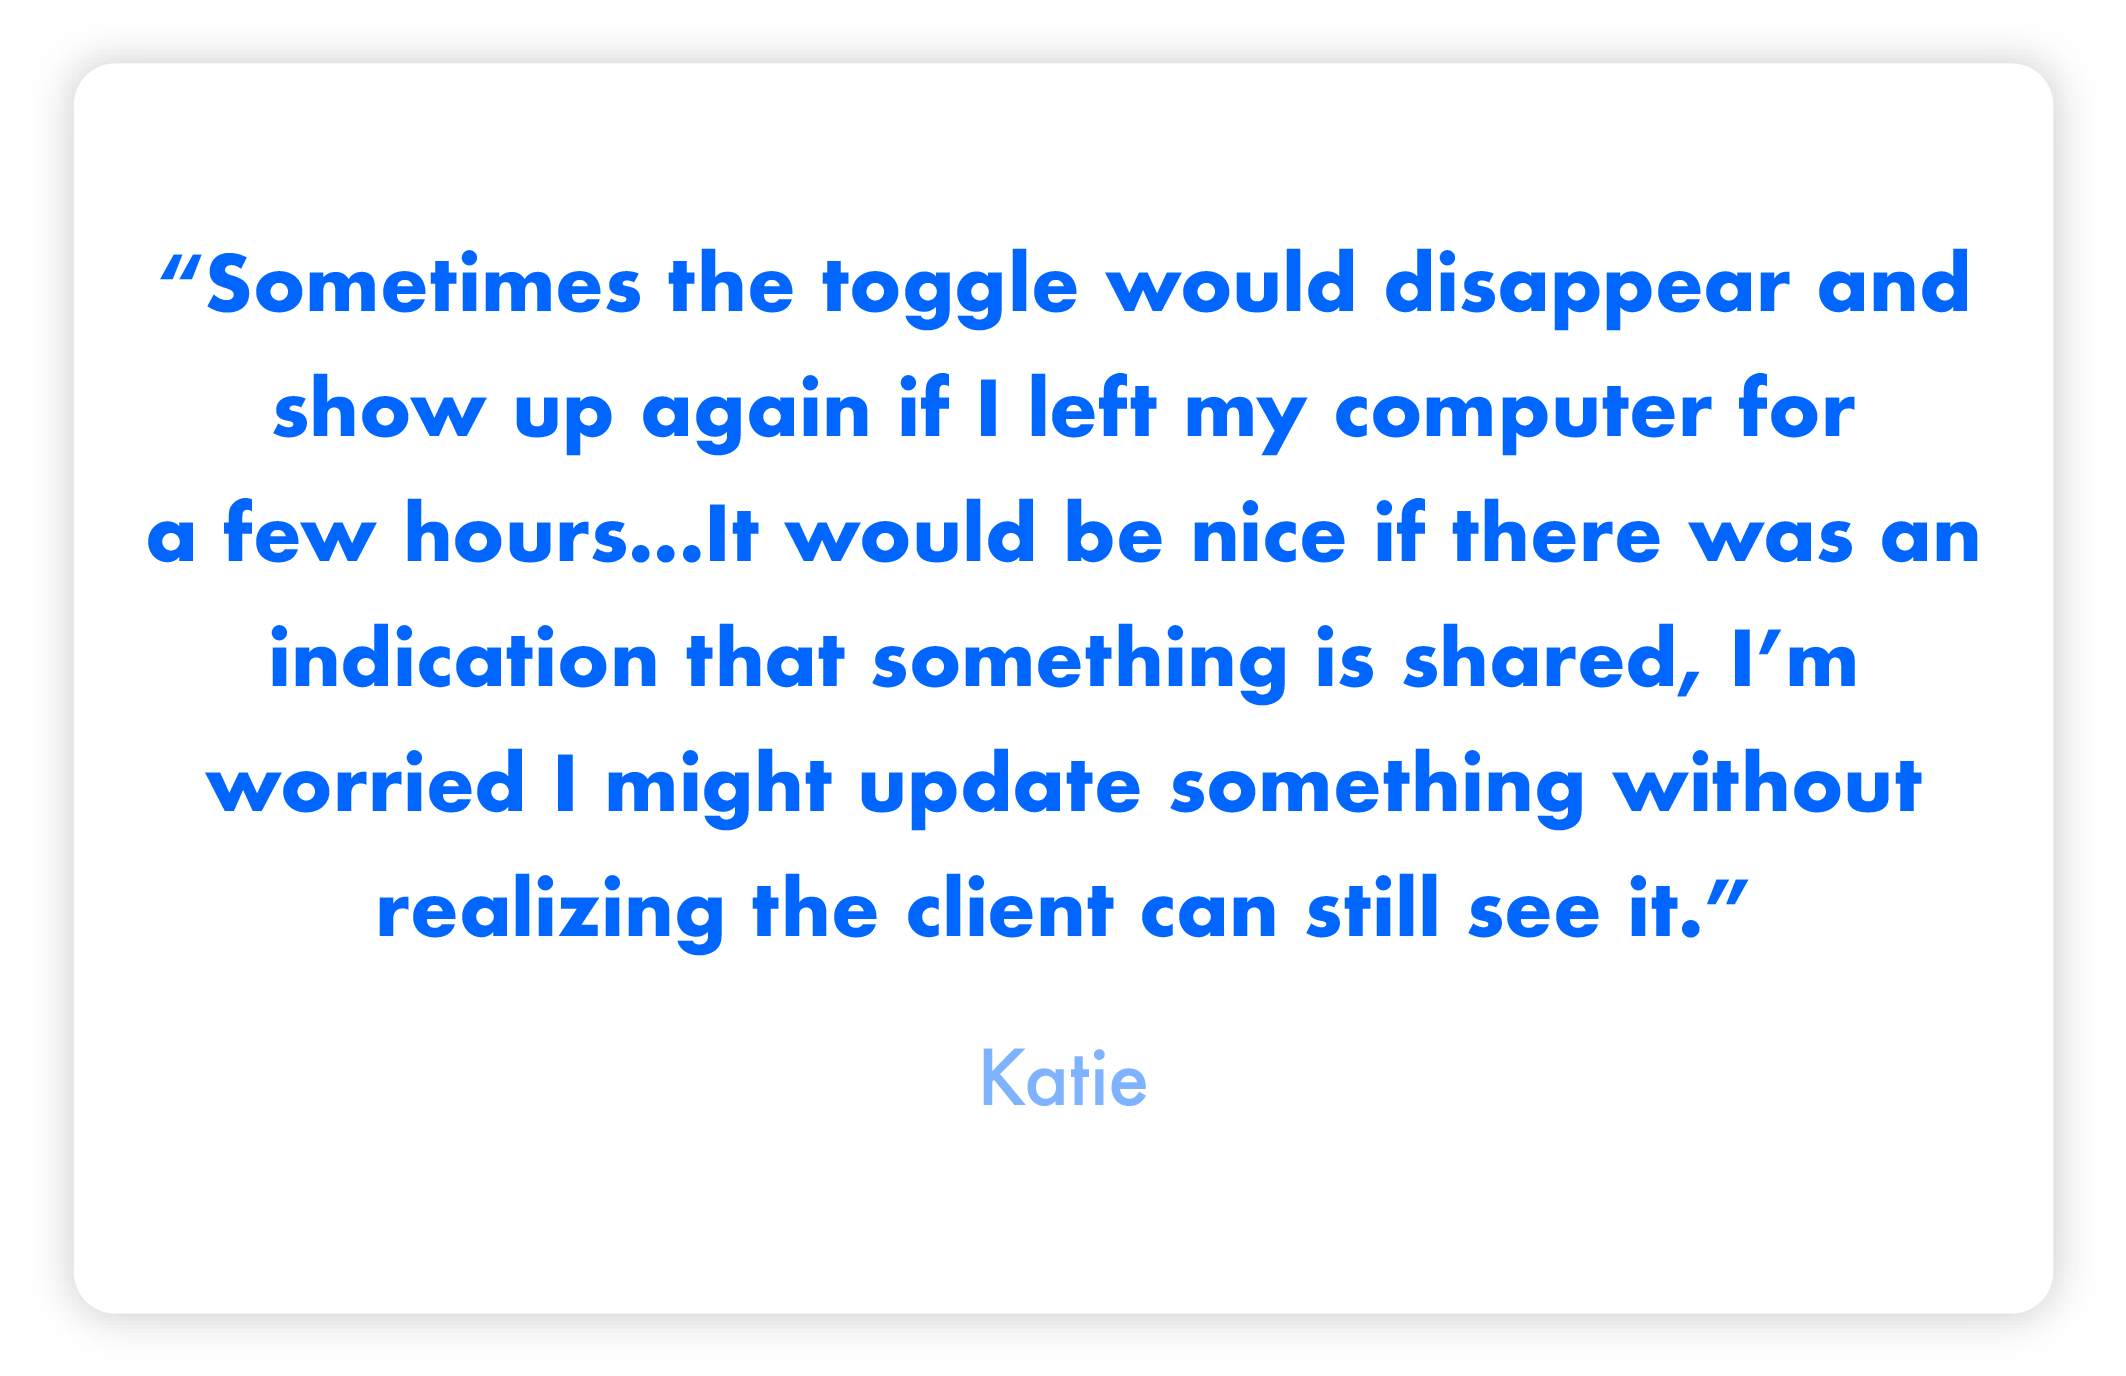 “Sometimes the toggle would disappear and
show up again if I left my computer for
a few hours...It would be nice if there was an
indication that something is shared, I’m
worried I might update something without
realizing the client can still see it.”
Katie